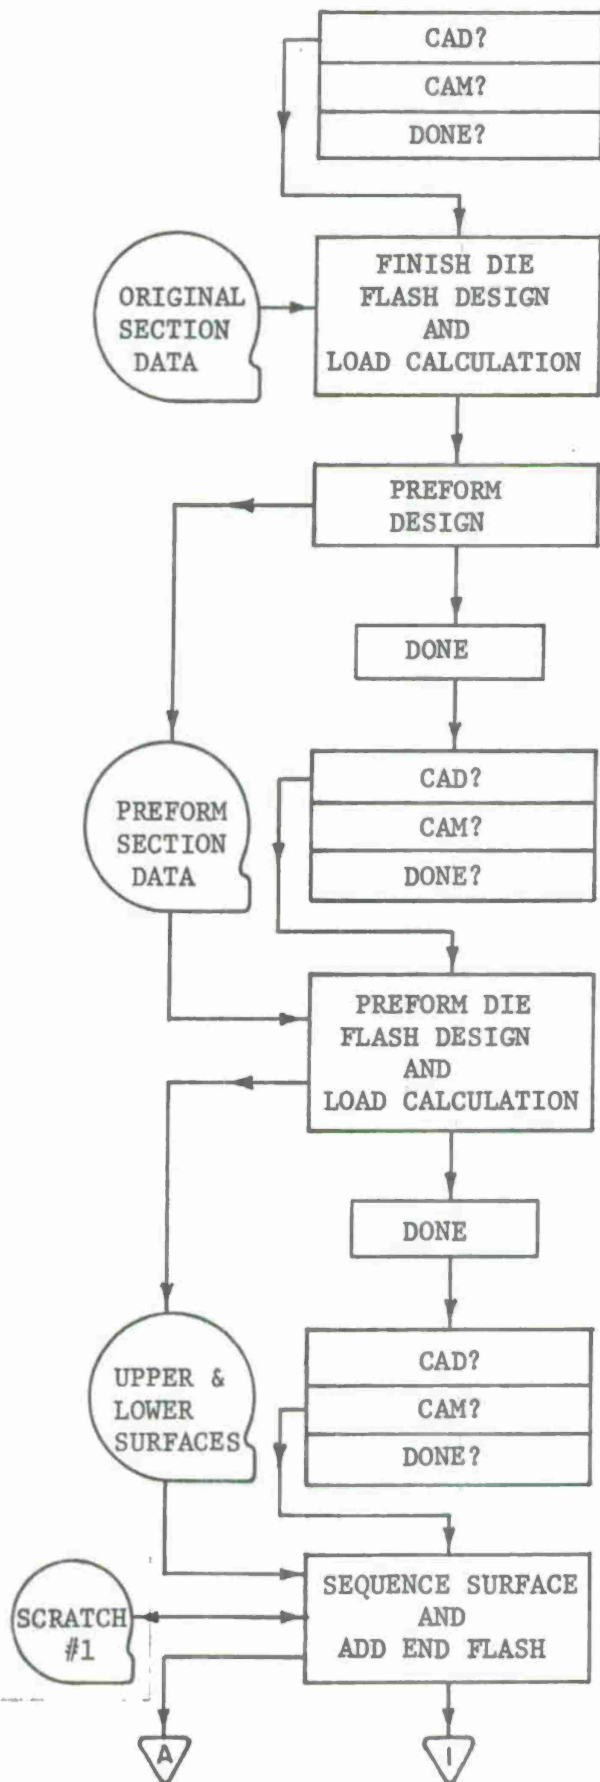 CAD?
CAM?
DONE?
ORIGINAL
SECTION
DATA
FINISH DIE
FLASH DESIGN
AND
LOAD CALCULATION
PREFORM
DESIGN
DONE
PREFORM
SECTION
DATA
CAD?
CAM?
DONE?
PREFORM DIE
FLASH DESIGN
AND
LOAD CALCULATION
DONE
UPPER &
LOWER
SURFACES
CAD?
CAM?
DONE?
SCRATCH
#1
SEQUENCE SURFACE
AND
ADD END FLASH
A
1